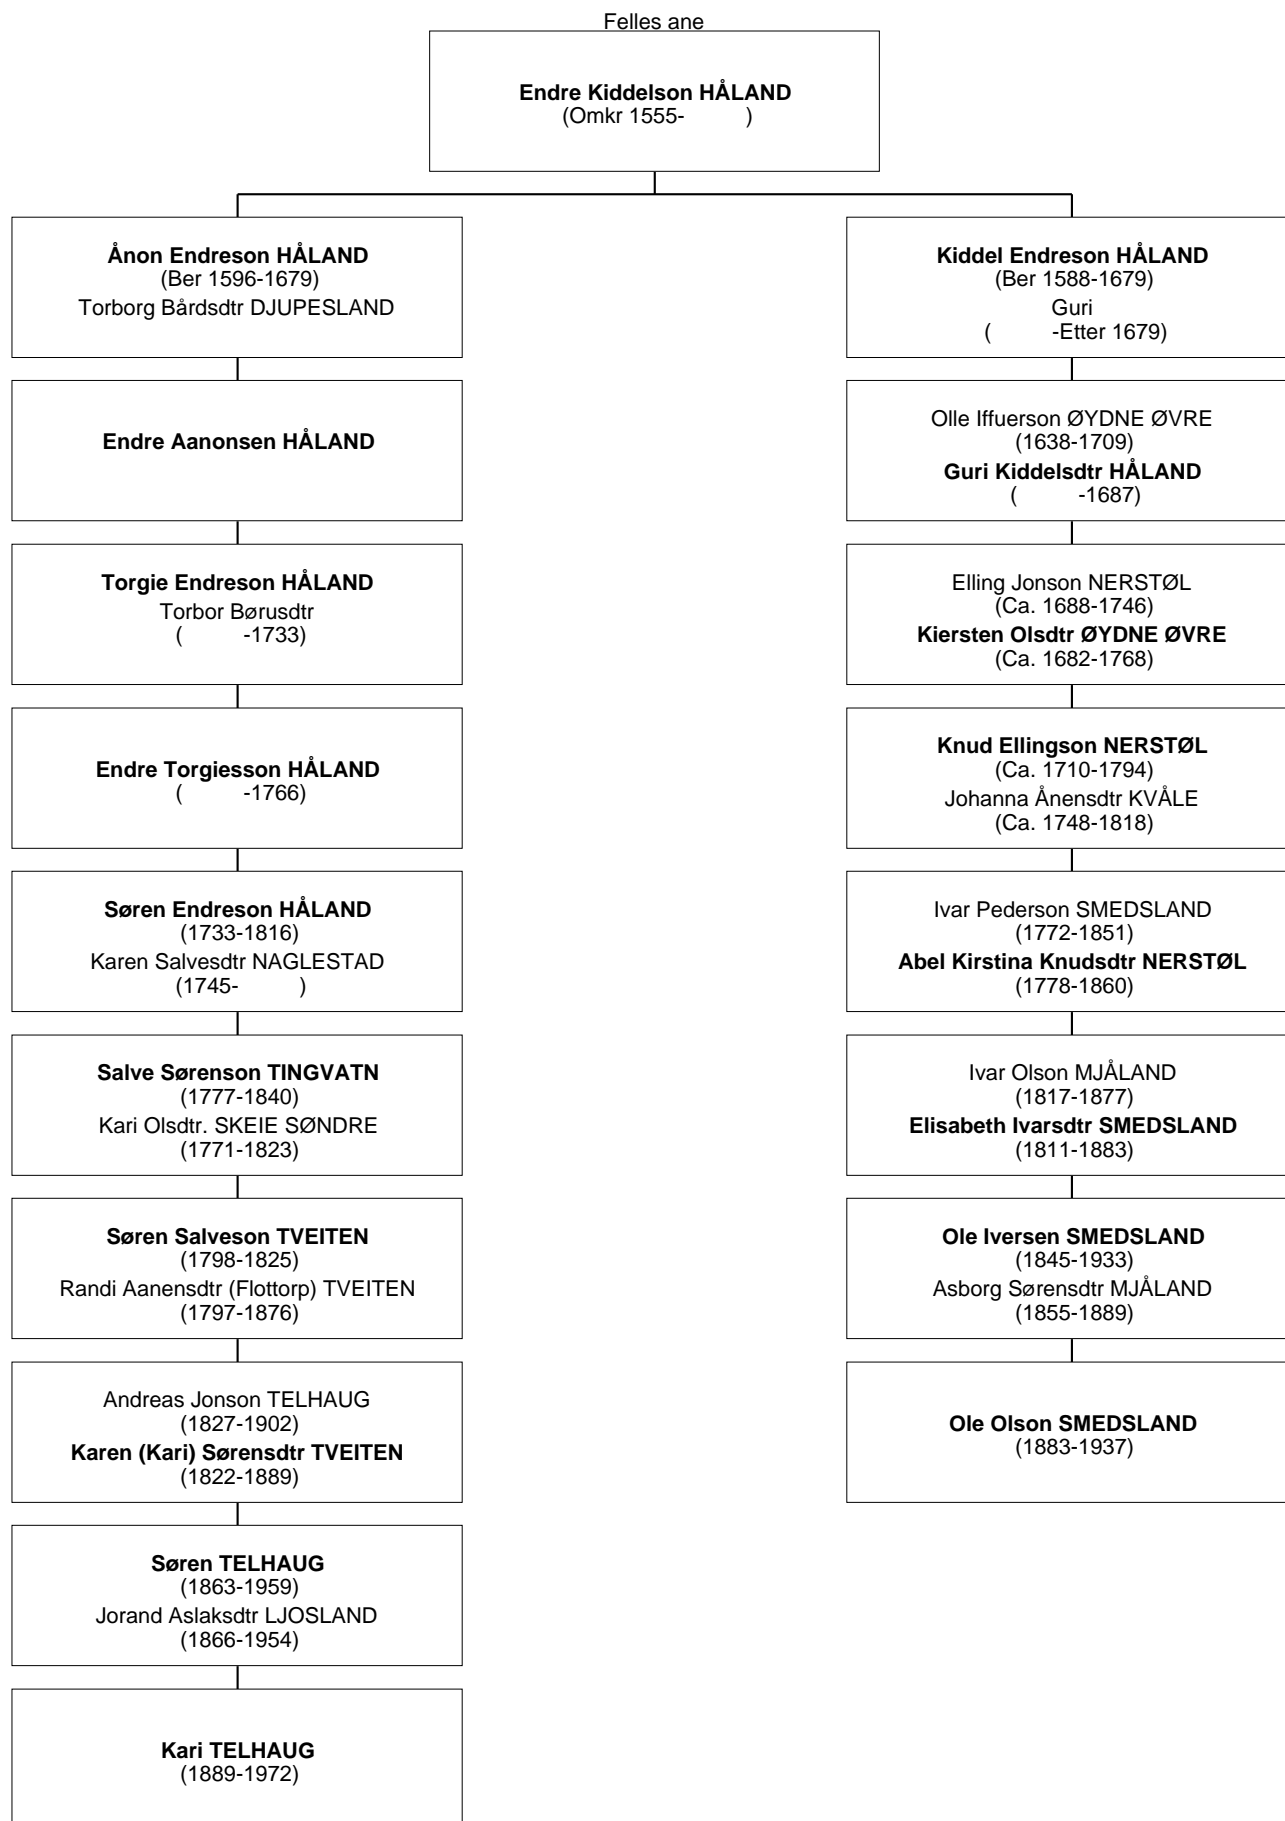 Felles ane
Endre Kiddelson HÅLAND
(Omkr 1555- )
Ånon Endreson HÅLAND
(Ber 1596-1679)
Torborg Bårdsdtr DJUPESLAND
Endre Aanonsen HÅLAND
Torgie Endreson HÅLAND
Torbor Børusdtr
( -1733)
Endre Torgiesson HÅLAND
( -1766)
Søren Endreson HÅLAND
(1733-1816)
Karen Salvesdtr NAGLESTAD
(1745- )
Salve Sørenson TINGVATN
(1777-1840)
Kari Olsdtr. SKEIE SØNDRE
(1771-1823)
Søren Salveson TVEITEN
(1798-1825)
Randi Aanensdtr (Flottorp) TVEITEN
(1797-1876)
Andreas Jonson TELHAUG
(1827-1902)
Karen (Kari) Sørensdtr TVEITEN
(1822-1889)
Søren TELHAUG
(1863-1959)
Jorand Aslaksdtr LJOSLAND
(1866-1954)
Kari TELHAUG
(1889-1972)
Kiddel Endreson HÅLAND
(Ber 1588-1679)
Guri
( -Etter 1679)
Olle Iffuerson ØYDNE ØVRE
(1638-1709)
Guri Kiddelsdtr HÅLAND
( -1687)
Elling Jonson NERSTØL
(Ca. 1688-1746)
Kiersten Olsdtr ØYDNE ØVRE
(Ca. 1682-1768)
Knud Ellingson NERSTØL
(Ca. 1710-1794)
Johanna Ånensdtr KVÅLE
(Ca. 1748-1818)
Ivar Pederson SMEDSLAND
(1772-1851)
Abel Kirstina Knudsdtr NERSTØL
(1778-1860)
Ivar Olson MJÅLAND
(1817-1877)
Elisabeth Ivarsdtr SMEDSLAND
(1811-1883)
Ole Iversen SMEDSLAND
(1845-1933)
Asborg Sørensdtr MJÅLAND
(1855-1889)
Ole Olson SMEDSLAND
(1883-1937)